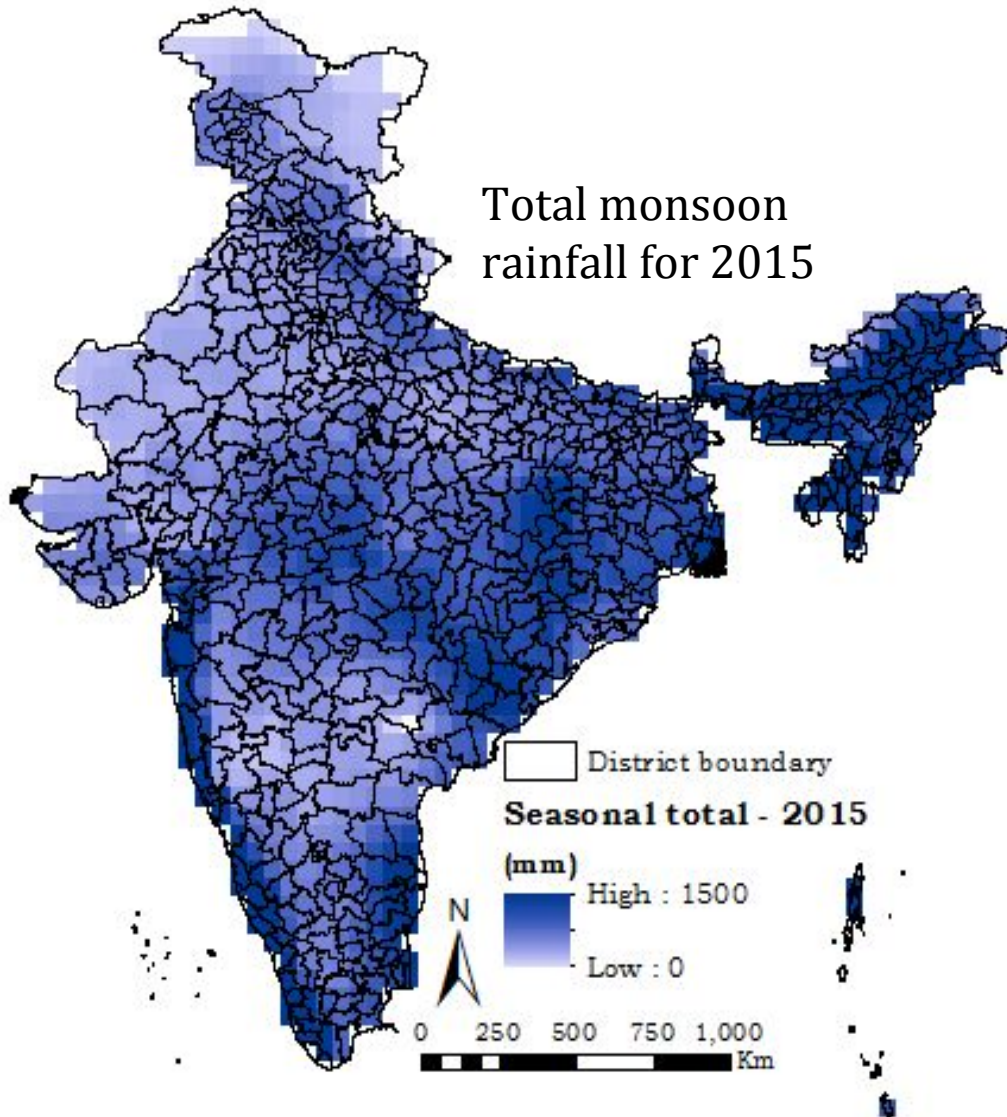 Total monsoon
rainfall for 2015
District boundary
Seasonal total - 2015
(mm)
High : 1500
Low : 0
N
0 250 500 750 1,000
Km